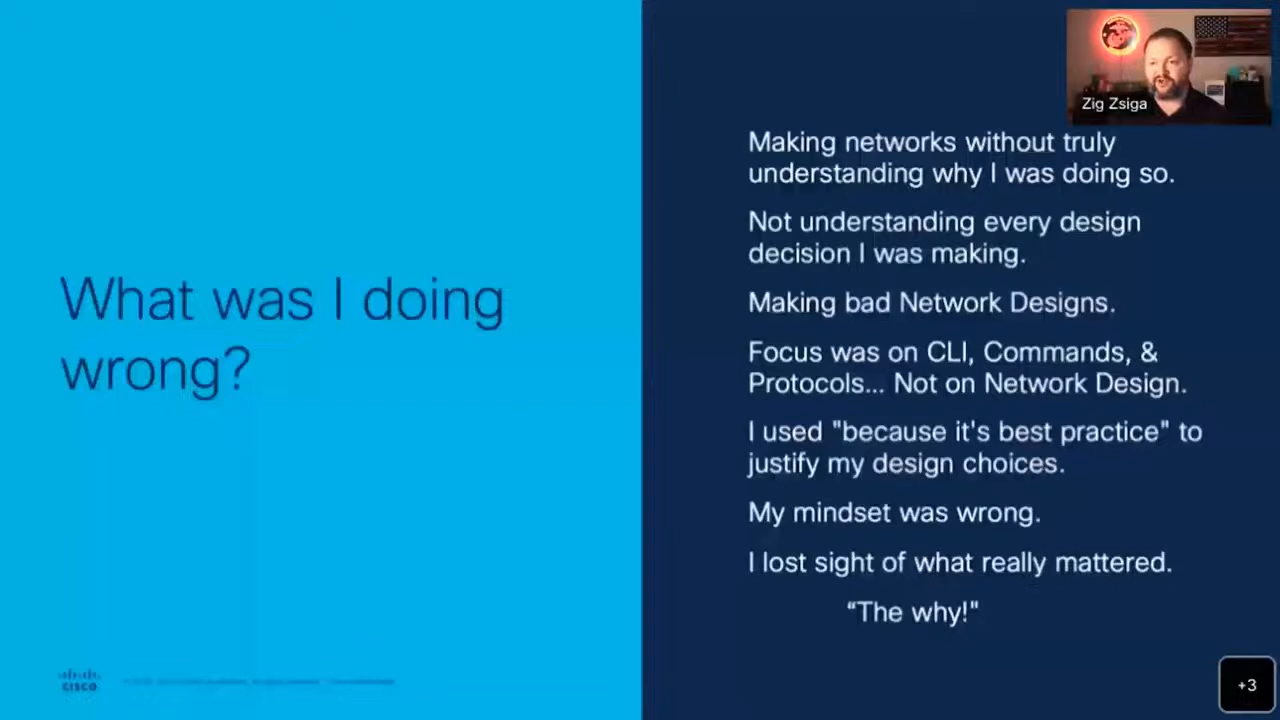 Zig Zsiga
Making networks without truly
understanding why I was doing so.
Not understanding every design
decision I was making.
What was I doing
wrong?
Making bad Network Designs.
Focus was on CLI, Commands, &
Protocols... Not on Network Design.
I used "because it's best practice" to
justify my design choices.
My mindset was wrong.
I lost sight of what really mattered.
“The why!"
CISCO
+3